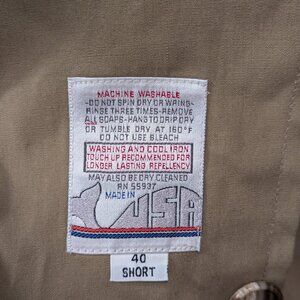 MACHINE WASHABLE
-DO NOT SPIN DRY OR WRING-
RINSE THREE TIMES-REMOVE
ALL SOAPS-HANG TO DRIP DRY
OR TUMBLE DRY AT 160°F
DO NOT USE BLEACH
WASHING AND COOL IRON
TOUCH UP RECOMMENDED FOR
LONGER LASTING REPELLENCY
MAY ALSO BE DRY CLEANED
RN 55937
MADE IN
USA
40
SHORT